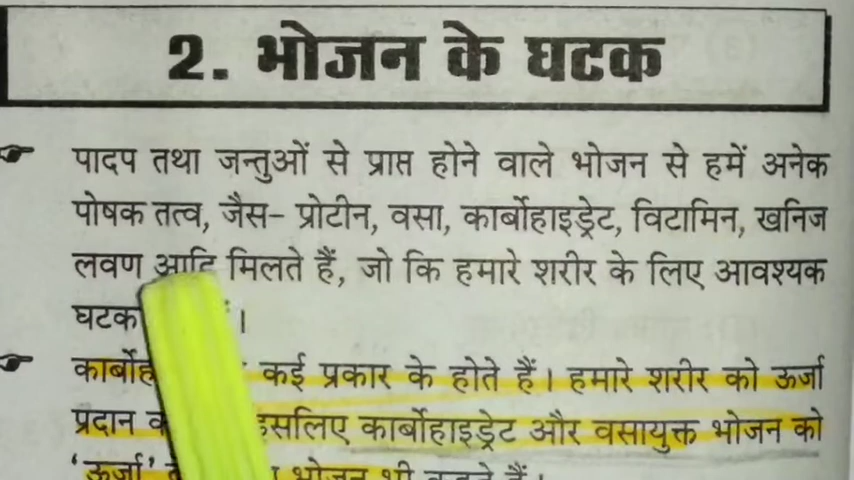 2. भोजन के घटक
पादप तथा जन्तुओं से प्राप्त होने वाले भोजन से हमें अनेक
पोषक तत्व, जैस- प्रोटीन, वसा, कार्बोहाइड्रेट, विटामिन, खनिज
लवण आदि मिलते हैं, जो कि हमारे शरीर के लिए आवश्यक
घटक ।
कई प्रकार के होते हैं। हमारे शरीर को ऊर्जा
प्रदान इसलिए कार्बोहाइड्रेट और वसायुक्त भोजन को
‘ऊर्जा’ भोजन भी कहते हैं।